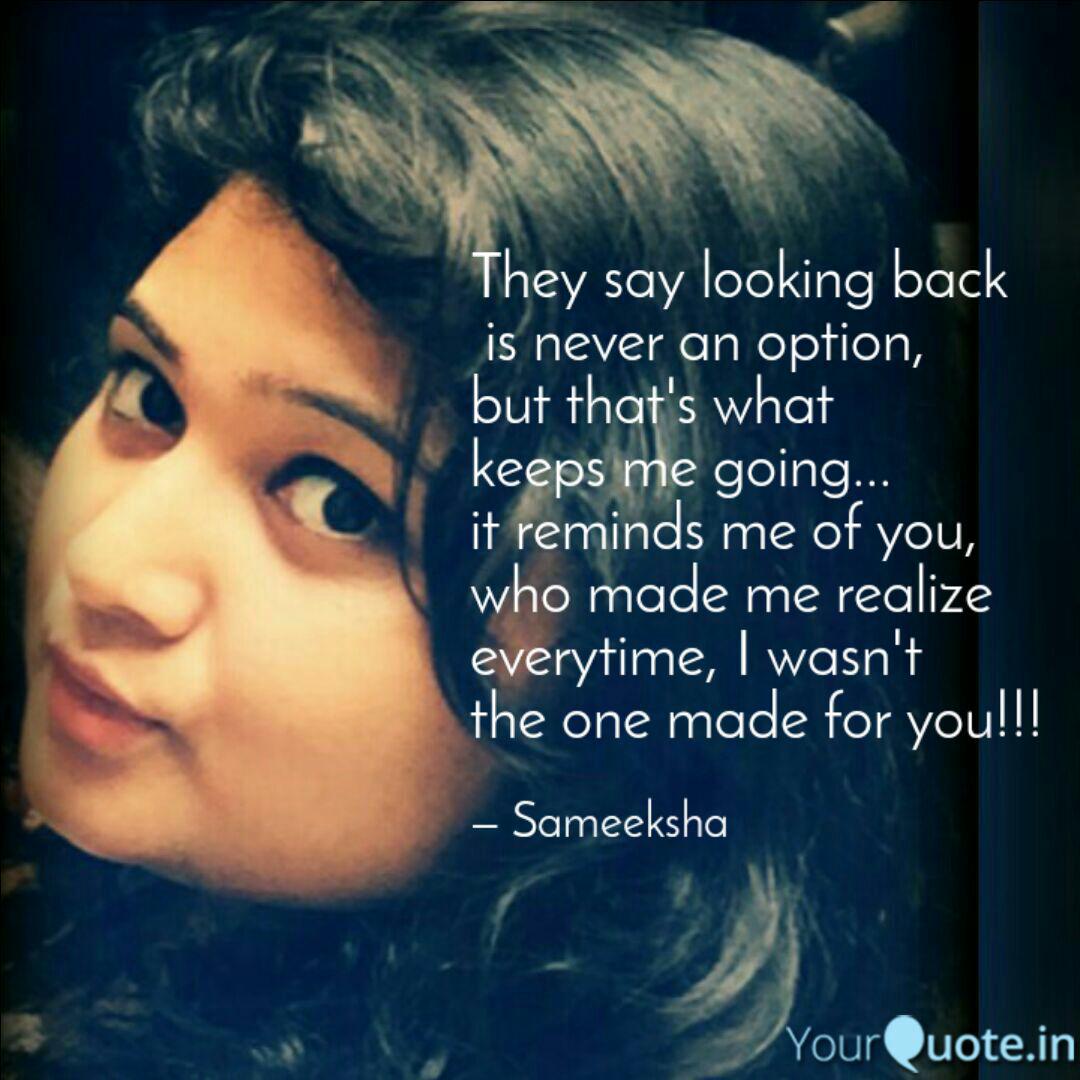 They say looking back
is never an option,
but that's what
keeps me going...
it reminds me of you,
who made me realize
everytime, I wasn't
the one made for you!!!
– Sameeksha
YourQuote.in